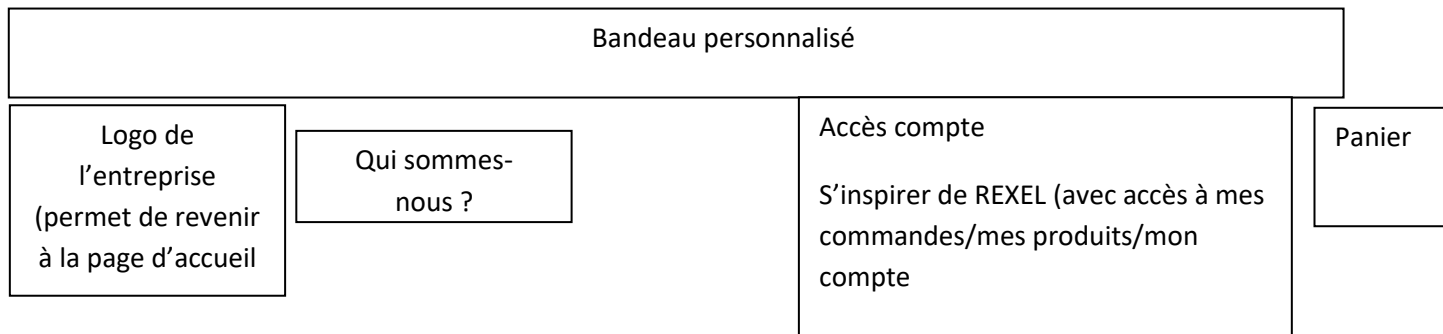 Bandeau personnalisé
Logo de
l’entreprise
(permet de revenir
à la page d’accueil
Qui sommes-
nous ?
Accès compte
S’inspirer de REXEL (avec accès à mes
commandes/mes produits/mon
compte
Panier